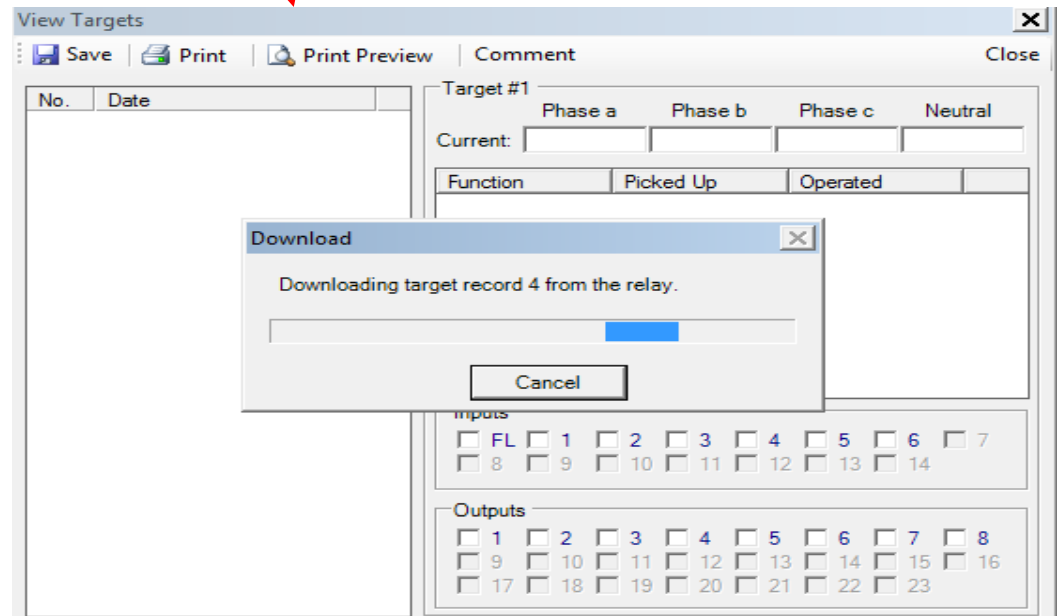 View Targets
Save Print Print Preview Comment Close
No. Date
Target #1
Phase a Phase b Phase c Neutral
Current:
Function Picked Up Operated
Download
Downloading target record 4 from the relay.
Cancel
Inputs
FL 1 2 3 4 5 6 7
8 9 10 11 12 13 14
Outputs
1 2 3 4 5 6 7 8
9 10 11 12 13 14 15 16
17 18 19 20 21 22 23